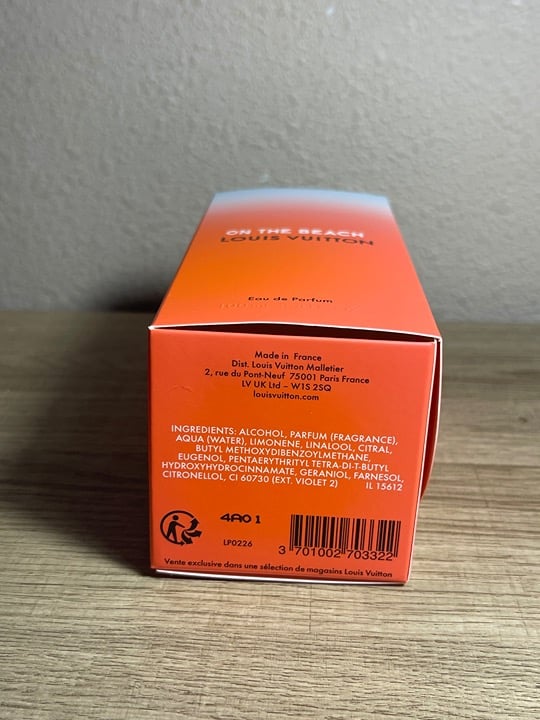 ON THE BEACH
LOUIS VUITTON
Eau de Parfum
Made in France
Dist. Louis Vuitton Malletier
2, rue du Pont-Neuf 75001 Paris France
LV UK Ltd – W1S 2SQ
louisvuitton.com
INGREDIENTS: ALCOHOL, PARFUM (FRAGRANCE),
AQUA (WATER), LIMONENE, LINALOOL, CITRAL,
BUTYL METHOXYDIBENZOYLMETHANE,
EUGENOL, PENTAERYTHRITYL TETRA-DI-T-BUTYL
HYDROXYHYDROCINNAMATE, GERANIOL, FARNESOL,
CITRONELLOL, CI 60730 (EXT. VIOLET 2) IL 15612
4A01
LP0226
3 701002 703322
Vente exclusive dans une sélection de magasins Louis Vuitton